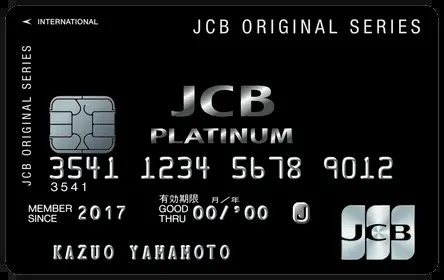 INTERNATIONAL
JCB ORIGINAL SERIES
JCB ORIGINAL SERIES
JCB
PLATINUM
3541 1234 5678 9012
3541
MEMBER SINCE 2017 有効期限 月/年 GOOD THRU 00/'00 J
JCB
KAZUO YAMAMOTO